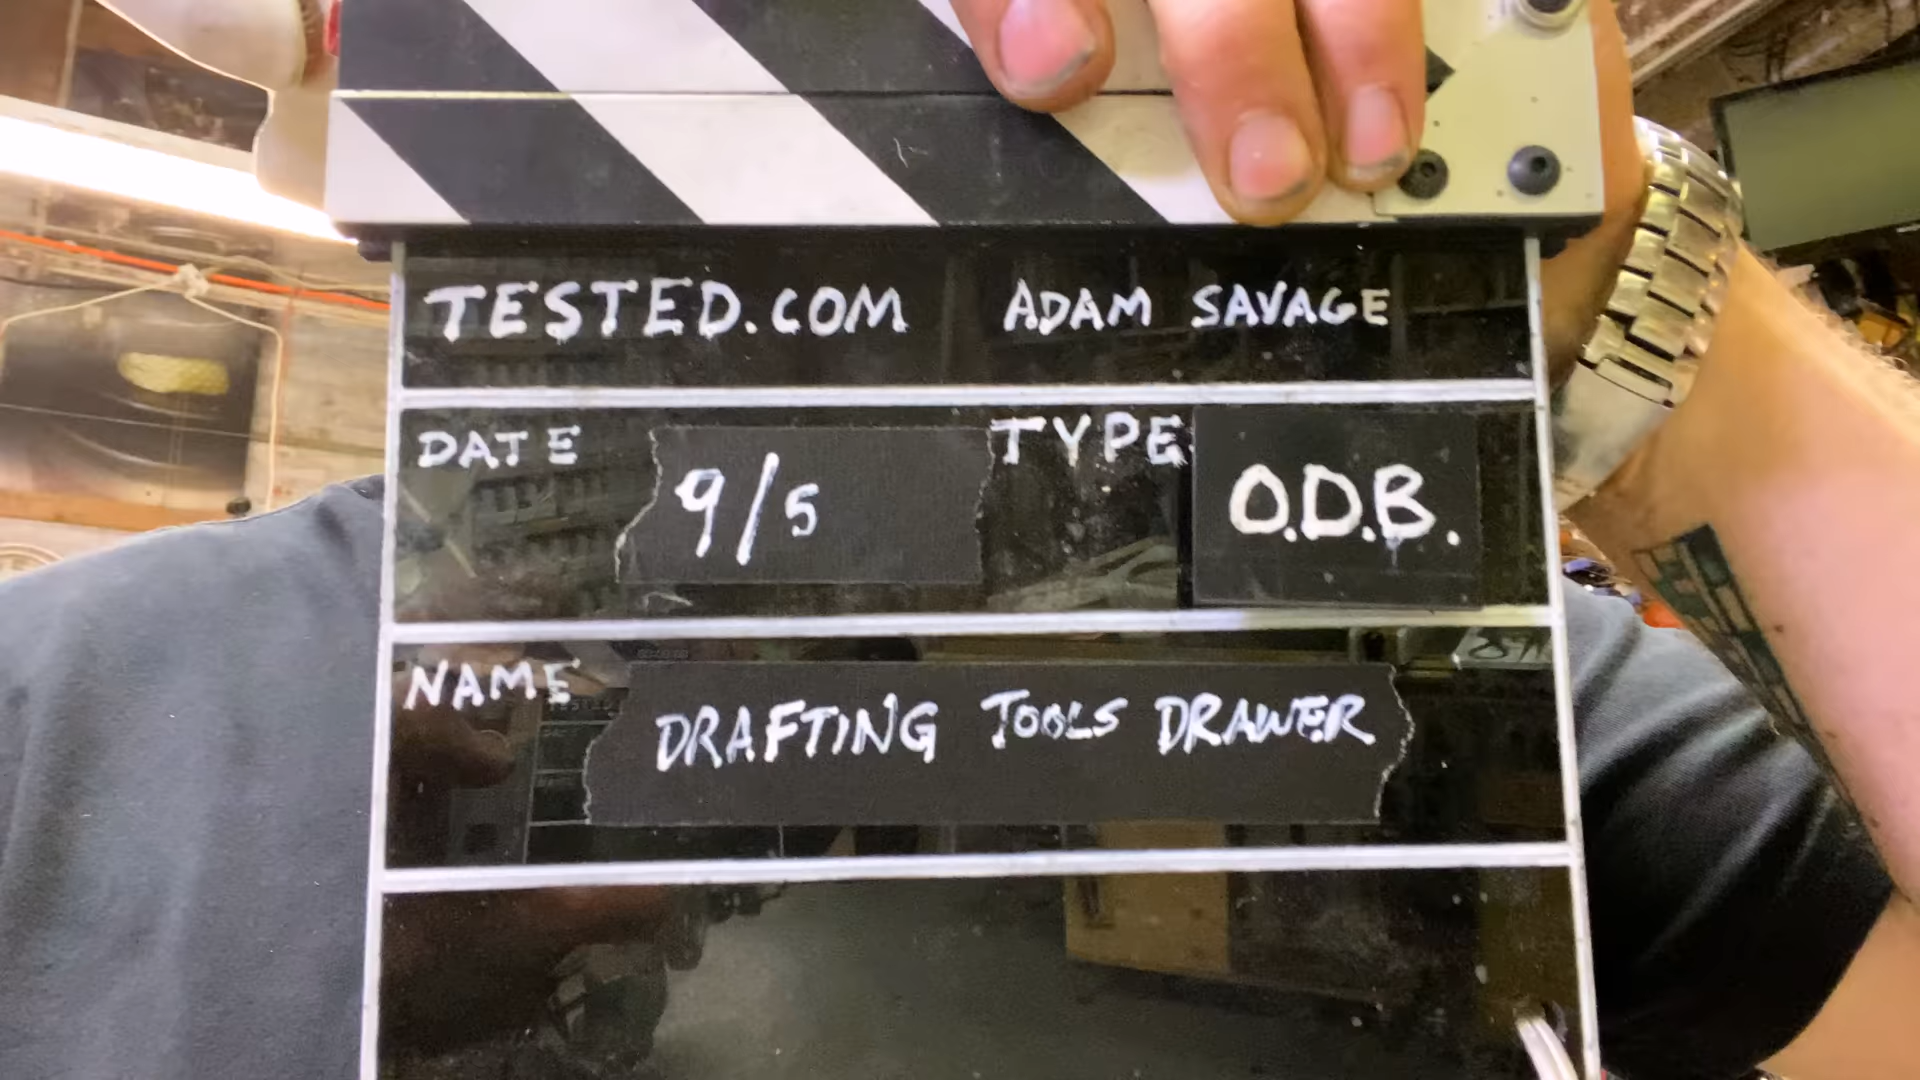 TESTED.COM ADAM SAVAGE
DATE 9/5 TYPE O.D.B.
NAME DRAFTING TOOLS DRAWER